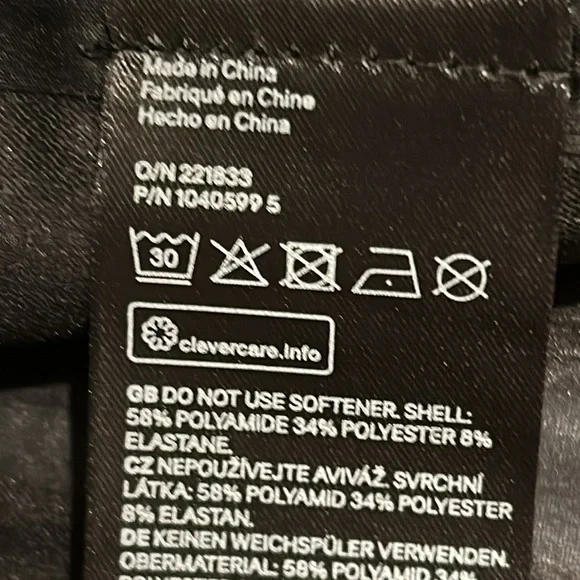 Made in China
Fabriqué en Chine
Hecho en China
O/N 221833
P/N 1040599 5
30
clevercare.info
GB DO NOT USE SOFTENER. SHELL:
58% POLYAMIDE 34% POLYESTER 8%
ELASTANE.
CZ NEPOUŽÍVEJTE AVIVÁŽ. SVRCHNÍ
LÁTKA: 58% POLYAMID 34% POLYESTER
8% ELASTAN.
DE KEINEN WEICHSPÜLER VERWENDEN.
OBERMATERIAL: 58% POLYAMID 34%